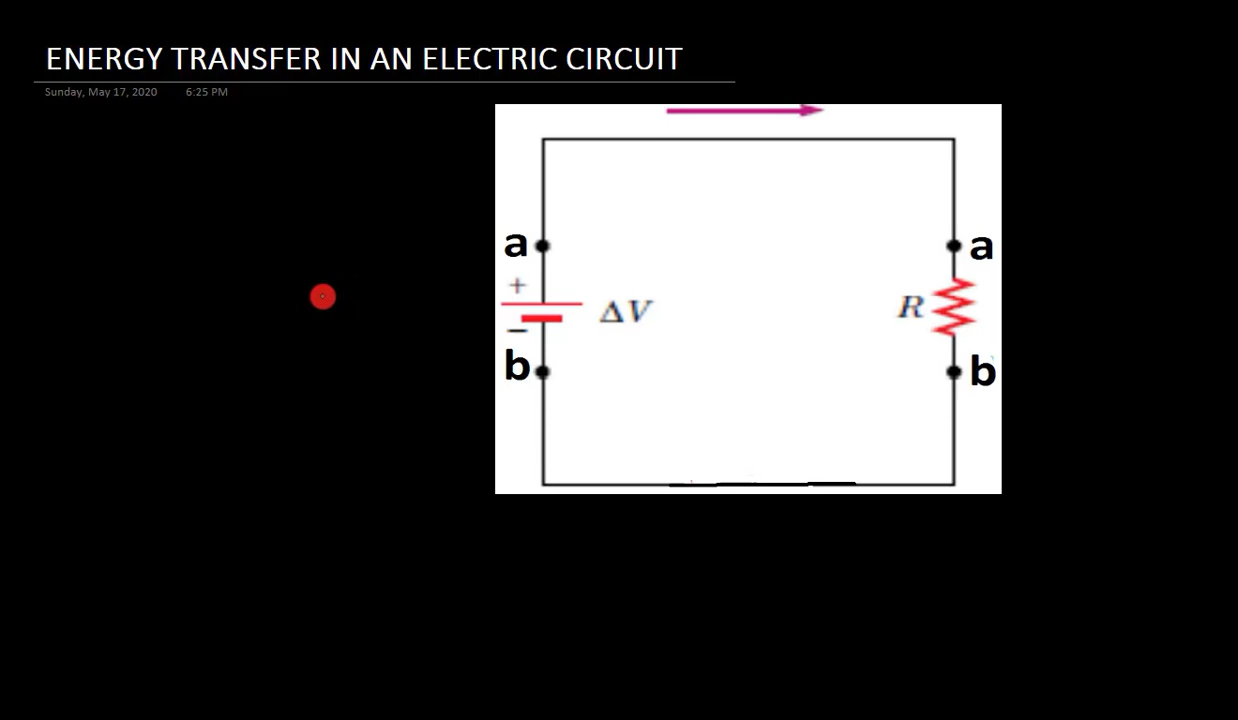 ENERGY TRANSFER IN AN ELECTRIC CIRCUIT
Sunday, May 17, 2020 6:25 PM
a
a
+
ΔV
R
−
b
b